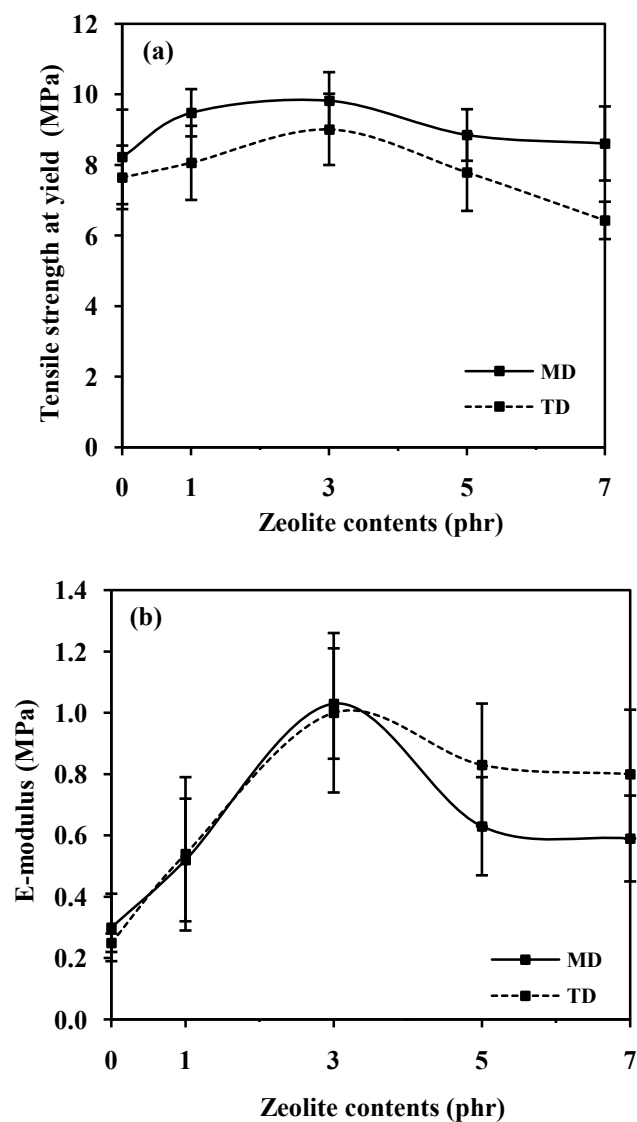 12
(a)
10
8
6
4
2
0
Tensile strength at yield (MPa)
MD
TD
0 1 3 5 7
Zeolite contents (phr)
1.4
(b)
1.2
1.0
0.8
0.6
0.4
0.2
0.0
E-modulus (MPa)
MD
TD
0 1 3 5 7
Zeolite contents (phr)